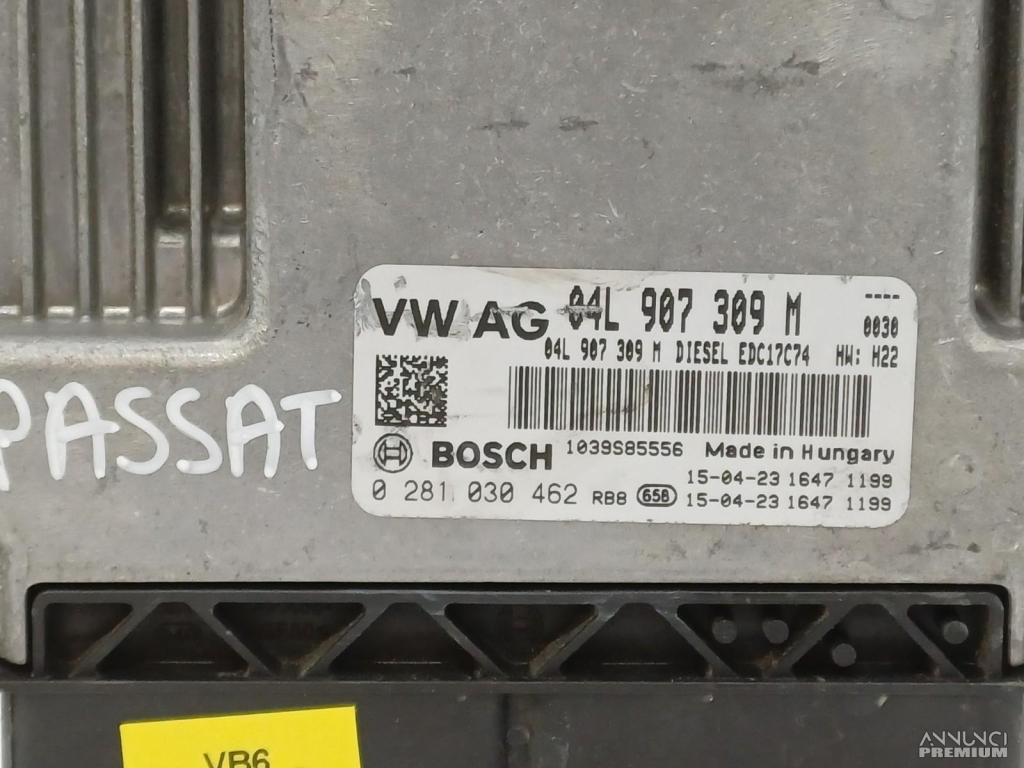 VW AG 04L 907 309 M ----
0030
04L 907 309 M DIESEL EDC17C74 HW: H22
PASSAT
BOSCH 1039S85556 Made in Hungary
15-04-23 1647 1199
0 281 030 462 RB8 658 15-04-23 1647 1199
VB6
ANNUNCI
PREMIUM